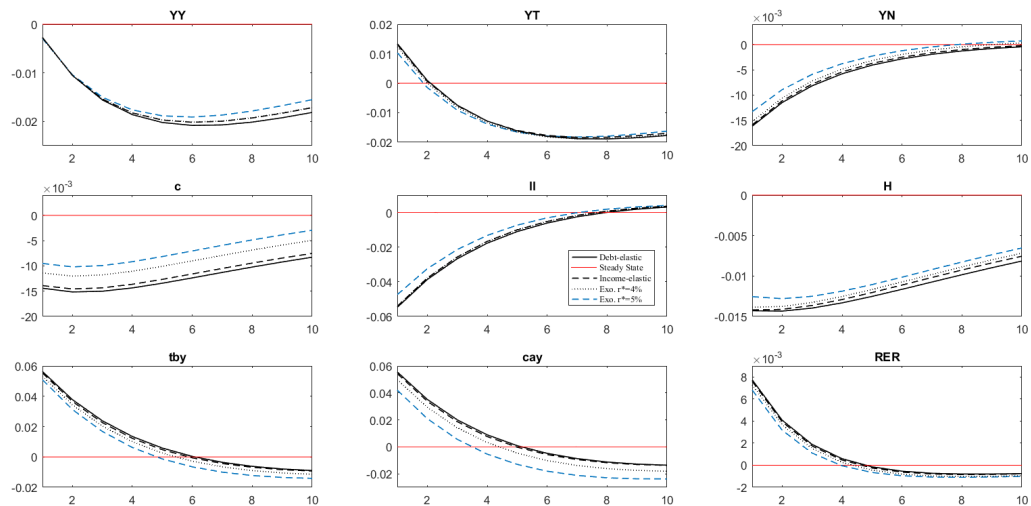 YY
0
-0.01
-0.02
2 4 6 8 10
YT
0.02
0.01
0
-0.01
-0.02
2 4 6 8 10
YN
×10⁻³
5
0
-5
-10
-15
2 4 6 8 10
c
×10⁻³
0
-5
-10
-15
-20
2 4 6 8 10
ll
0
-0.02
-0.04
-0.06
2 4 6 8 10
Debt-elastic
Steady State
Income-elastic
Exo. r*=4%
Exo. r*=5%
H
0
-0.005
-0.01
-0.015
2 4 6 8 10
tby
0.06
0.04
0.02
0
-0.02
2 4 6 8 10
cay
0.06
0.04
0.02
0
-0.02
2 4 6 8 10
RER
×10⁻³
8
6
4
2
0
-2
2 4 6 8 10